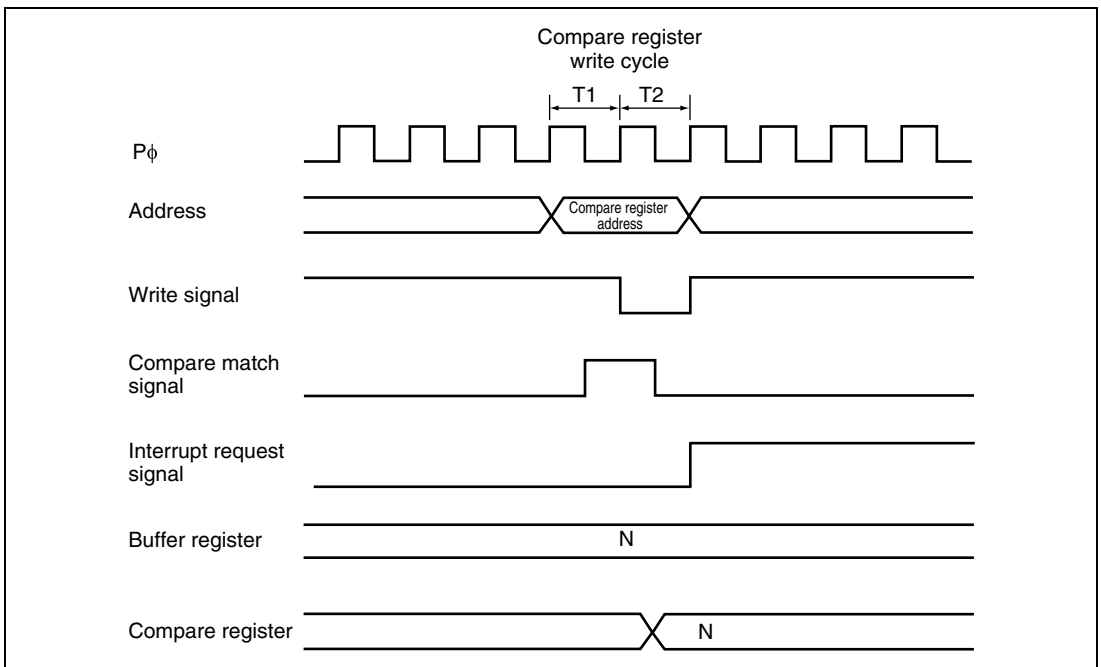 Compare register
write cycle
T1 T2
Pϕ
Address
Compare register
address
Write signal
Compare match
signal
Interrupt request
signal
Buffer register
N
Compare register
N